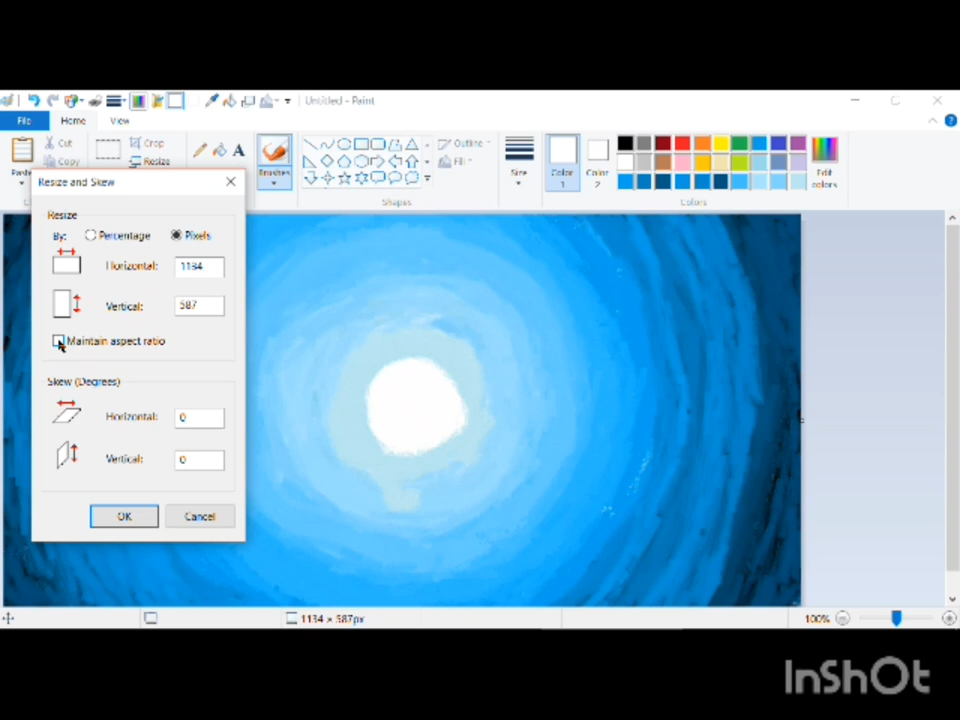 Untitled - Paint
File
Home
View
Cut
Copy
Paste
Crop
Resize
A
Brushes
Shapes
Outline
Fill
Size
Color 1
Color 2
Edit colors
Colors
Resize and Skew
Resize
By:
Percentage
Pixels
Horizontal:
1134
Vertical:
587
Maintain aspect ratio
Skew (Degrees)
Horizontal:
0
Vertical:
0
OK
Cancel
1134 × 587px
100%
InShOt